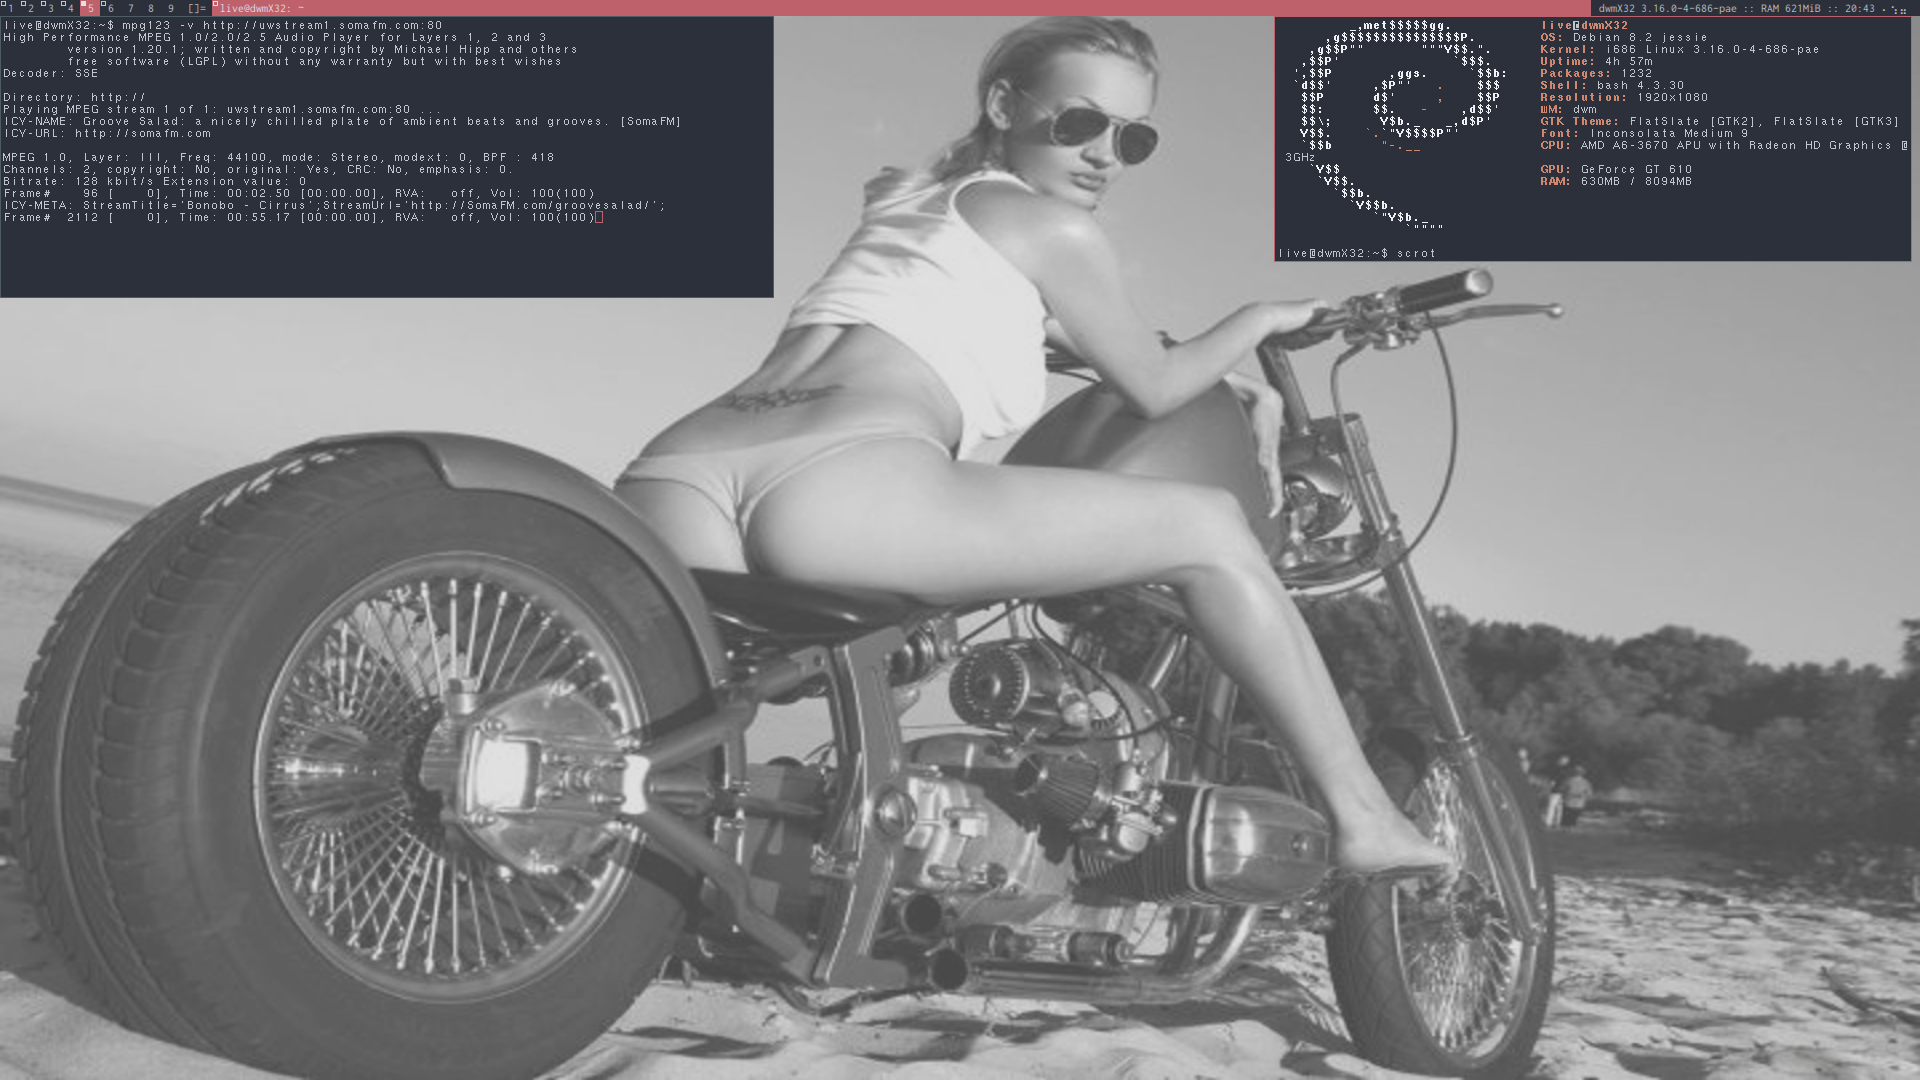 1 2 3 4 5 6 7 8 9 []= live@dwmX32: ~
dwmX32 3.16.0-4-686-pae :: RAM 621MiB :: 20:43
live@dwmX32:~$ mpg123 -v http://uwstream1.somafm.com:80
High Performance MPEG 1.0/2.0/2.5 Audio Player for Layers 1, 2 and 3
version 1.20.1; written and copyright by Michael Hipp and others
free software (LGPL) without any warranty but with best wishes
Decoder: SSE
Directory: http://
Playing MPEG stream 1 of 1: uwstream1.somafm.com:80 ...
ICY-NAME: Groove Salad: a nicely chilled plate of ambient beats and grooves. [SomaFM]
ICY-URL: http://somafm.com
MPEG 1.0, Layer: III, Freq: 44100, mode: Stereo, modext: 0, BPF : 418
Channels: 2, copyright: No, original: Yes, CRC: No, emphasis: 0.
Bitrate: 128 kbit/s Extension value: 0
Frame# 96 [ 0], Time: 00:02.50 [00:00.00], RVA: off, Vol: 100(100)
ICY-META: StreamTitle='Bonobo - Cirrus';StreamUrl='http://SomaFM.com/groovesalad/';
Frame# 2112 [ 0], Time: 00:55.17 [00:00.00], RVA: off, Vol: 100(100)
_,met$$$$$gg.
,g$$$$$$$$$$$$$$$P.
,g$$P"" """Y$$.".
,$$P' `$$$.
',$$P ,ggs. `$$b:
`d$$' ,$P"' . $$$
$$P d$' , $$P
$$: $$. - ,d$$'
$$\; Y$b._ _,d$P'
Y$$. `.`"Y$$$$P"'
`$$b "-.__
`Y$$
`Y$$.
`$$b.
`Y$$b.
`"Y$b._
`""""
live@dwmX32
OS: Debian 8.2 jessie
Kernel: i686 Linux 3.16.0-4-686-pae
Uptime: 4h 57m
Packages: 1232
Shell: bash 4.3.30
Resolution: 1920x1080
WM: dwm
GTK Theme: FlatSlate [GTK2], FlatSlate [GTK3]
Font: Inconsolata Medium 9
CPU: AMD A6-3670 APU with Radeon HD Graphics @
3GHz
GPU: GeForce GT 610
RAM: 630MB / 8094MB
live@dwmX32:~$ scrot